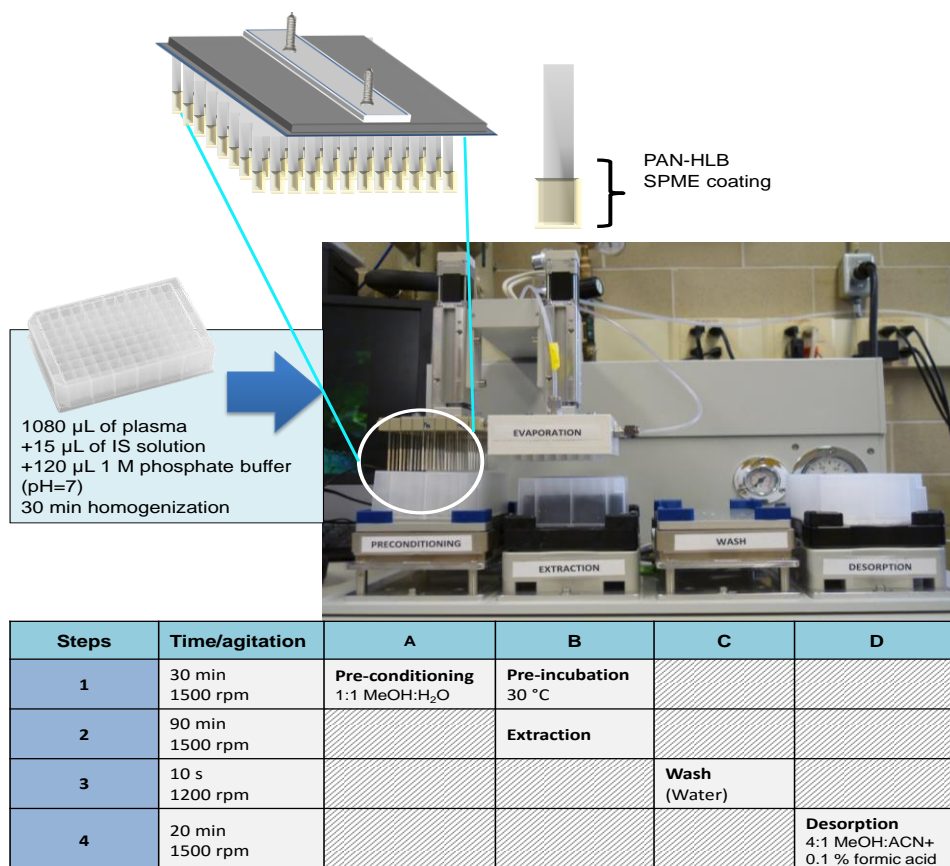 PAN-HLB
SPME coating
1080 µL of plasma
+15 µL of IS solution
+120 µL 1 M phosphate buffer
(pH=7)
30 min homogenization
EVAPORATION
PRECONDITIONING
EXTRACTION
WASH
DESORPTION
Steps Time/agitation A B C D
1 30 min
1500 rpm
Pre-conditioning
1:1 MeOH:H₂O
Pre-incubation
30 °C
2 90 min
1500 rpm
Extraction
3 10 s
1200 rpm
Wash
(Water)
4 20 min
1500 rpm
Desorption
4:1 MeOH:ACN+
0.1 % formic acid